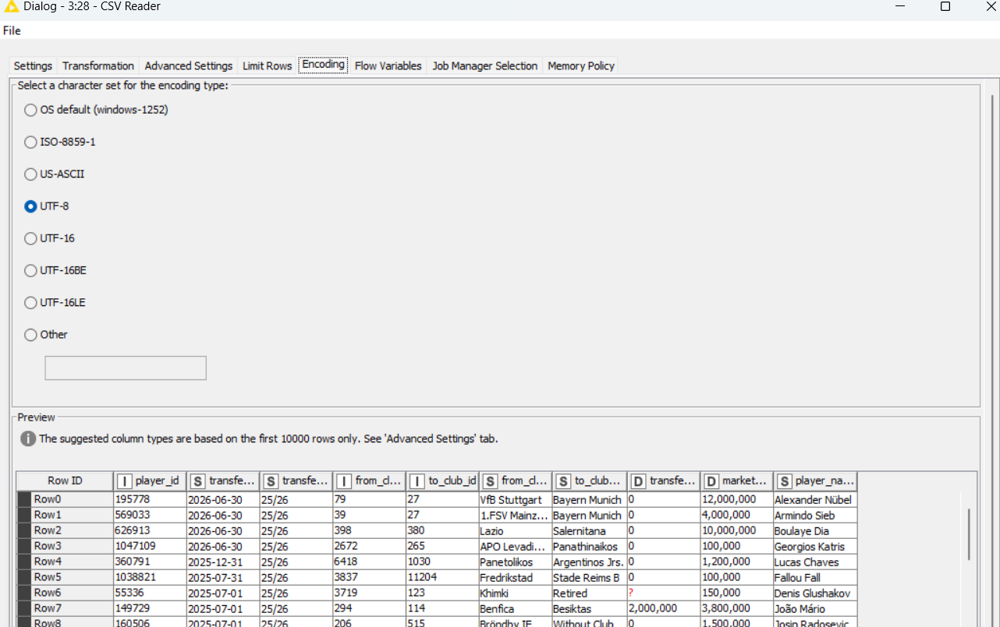 Dialog - 3:28 - CSV Reader
File
Settings Transformation Advanced Settings Limit Rows Encoding Flow Variables Job Manager Selection Memory Policy
Select a character set for the encoding type:
OS default (windows-1252)
ISO-8859-1
US-ASCII
UTF-8
UTF-16
UTF-16BE
UTF-16LE
Other
Preview
The suggested column types are based on the first 10000 rows only. See 'Advanced Settings' tab.
Row ID I player_id S transfe... S transfe... I from_cl... I to_club_id S from_cl... S to_club... D transfe... D market... S player_na...
Row0 195778 2026-06-30 25/26 79 27 VfB Stuttgart Bayern Munich 0 12,000,000 Alexander Nübel
Row1 569033 2026-06-30 25/26 39 27 1.FSV Mainz... Bayern Munich 0 4,000,000 Armindo Sieb
Row2 626913 2026-06-30 25/26 398 380 Lazio Salernitana 0 10,000,000 Boulaye Dia
Row3 1047109 2026-06-30 25/26 2672 265 APO Levadi... Panathinaikos 0 100,000 Georgios Katris
Row4 360791 2025-12-31 25/26 6418 1030 Panetolikos Argentinos Jrs. 0 1,200,000 Lucas Chaves
Row5 1038821 2025-07-31 25/26 3837 11204 Fredrikstad Stade Reims B 0 100,000 Fallou Fall
Row6 55336 2025-07-01 25/26 3719 123 Khimki Retired ? 150,000 Denis Glushakov
Row7 149729 2025-07-01 25/26 294 114 Benfica Besiktas 2,000,000 3,800,000 João Mário
Row8 160506 2025-07-01 25/26 206 515 Bröndby IF Without Club 0 1,500,000 Josip Radosevic